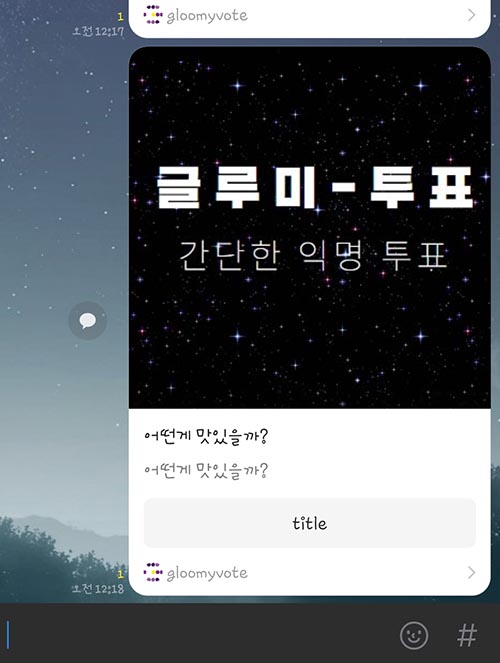 1
오전 12:17
gloomyvote
글루미-투표
간단한 익명 투표
어떤게 맛있을까?
어떤게 맛있을까?
title
1
오전 12:18
gloomyvote
#